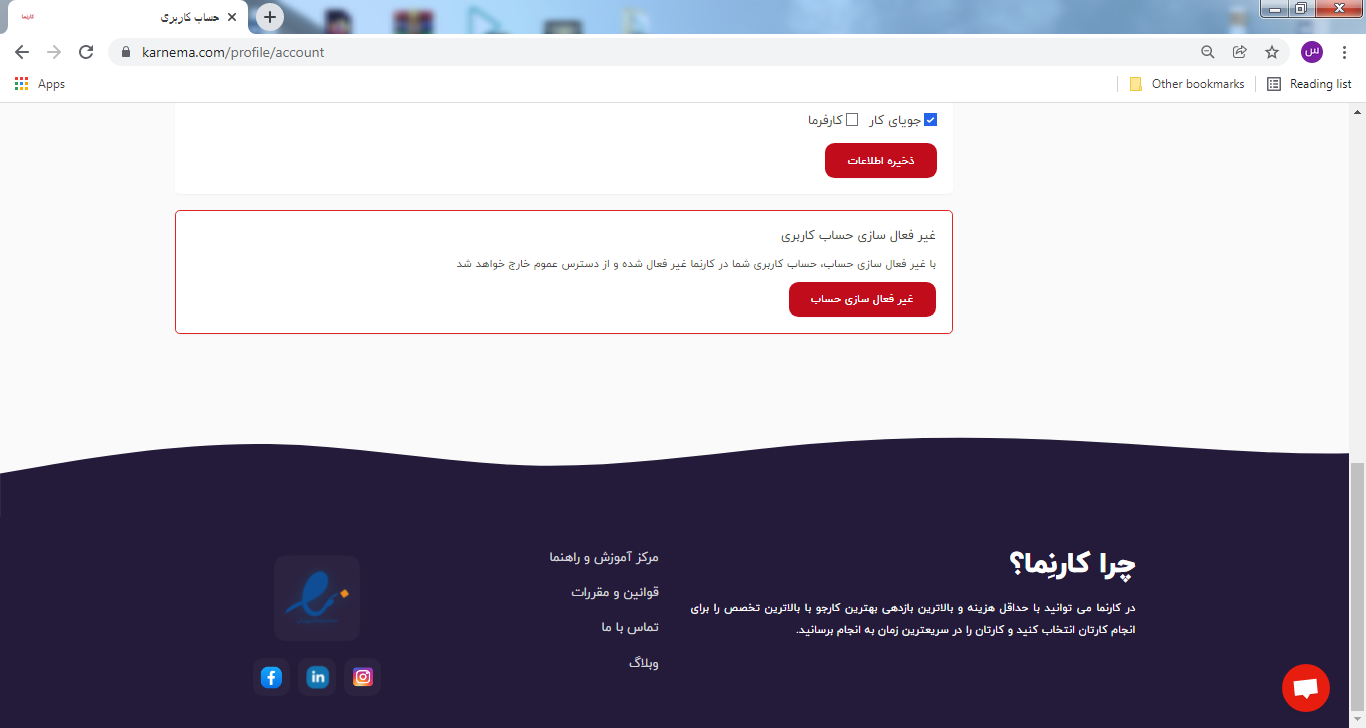 حساب کاربری
karnema.com/profile/account
س
Apps
Other bookmarks
Reading list
جویای کار کارفرما
ذخیره اطلاعات
غیر فعال سازی حساب کاربری
با غیر فعال سازی حساب، حساب کاربری شما در کارنِما غیر فعال شده و از دسترس عموم خارج خواهد شد
غیر فعال سازی حساب
چرا کارنِما؟
در کارنما می توانید با حداقل هزینه و بالاترین بازدهی بهترین کارجو با بالاترین تخصص را برای
انجام کارتان انتخاب کنید و کارتان را در سریعترین زمان به انجام برسانید.
مرکز آموزش و راهنما
قوانین و مقررات
تماس با ما
وبلاگ